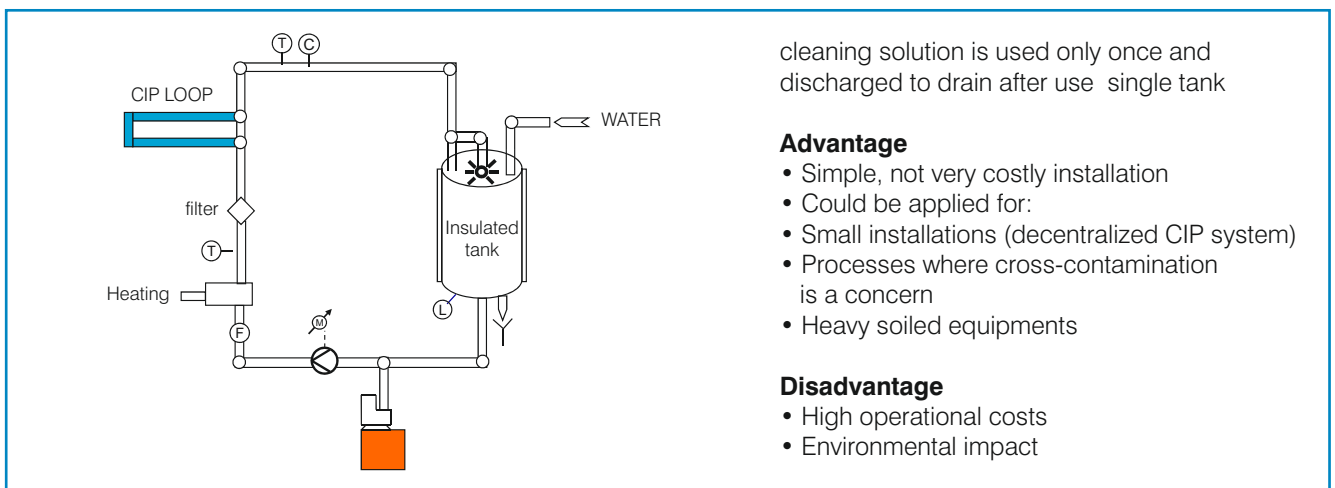 T
C
CIP LOOP
WATER
filter
Insulated
tank
T
Heating
L
F
M
cleaning solution is used only once and
discharged to drain after use single tank
Advantage
• Simple, not very costly installation
• Could be applied for:
• Small installations (decentralized CIP system)
• Processes where cross-contamination
is a concern
• Heavy soiled equipments
Disadvantage
• High operational costs
• Environmental impact